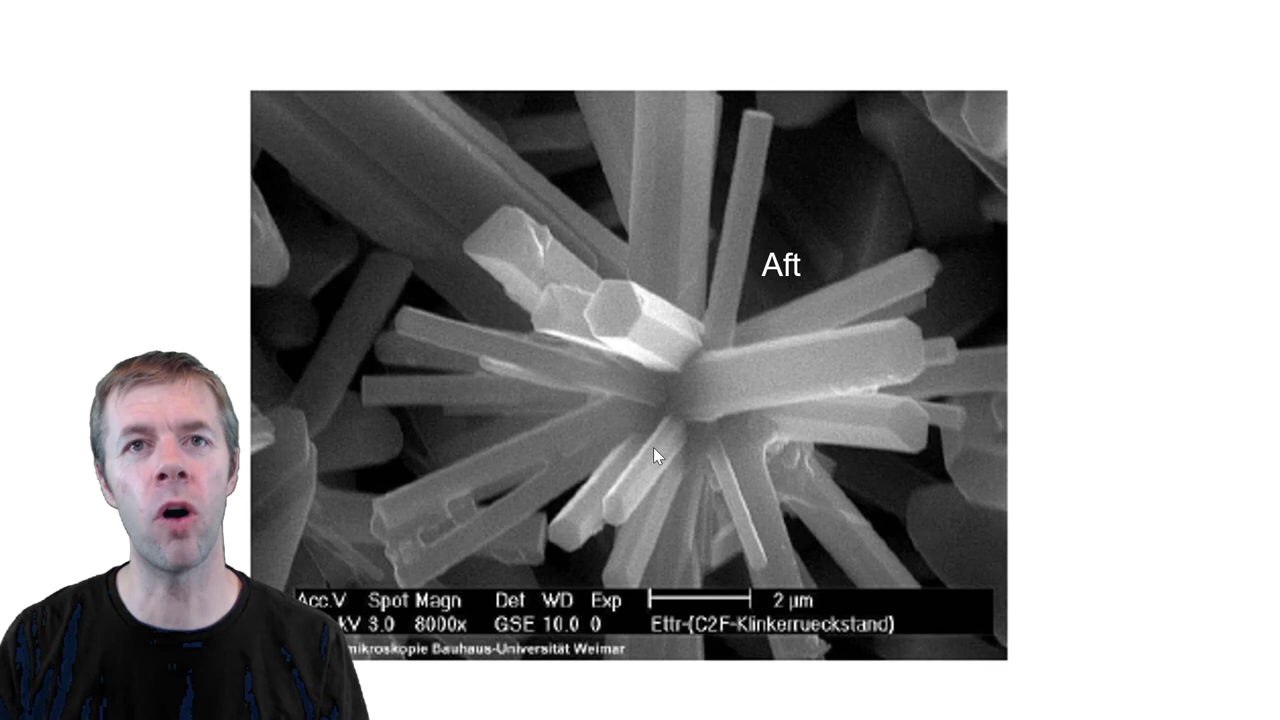 Aft
Acc.V Spot Magn Det WD Exp 2 µm
kV 3.0 8000x GSE 10.0 0 Ettr-(C2F-Klinkerrueckstand)
mikroskopie Bauhaus-Universität Weimar